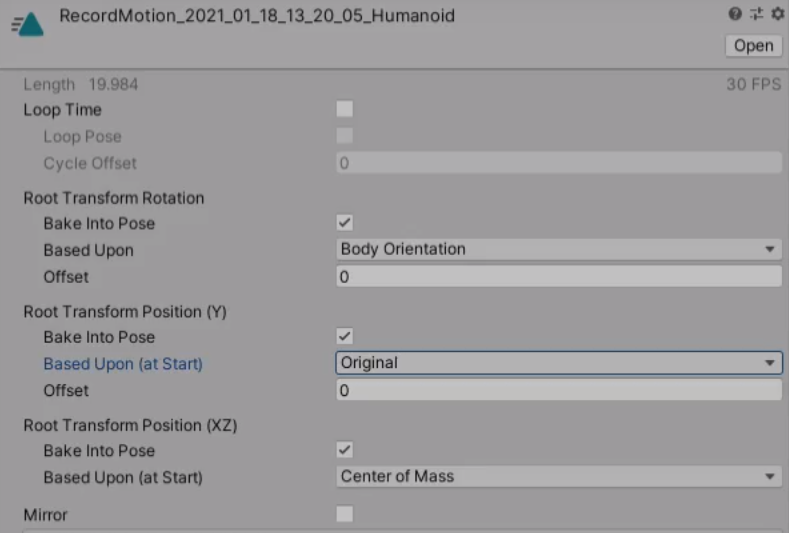 RecordMotion_2021_01_18_13_20_05_Humanoid
Open
Length 19.984 30 FPS
Loop Time
Loop Pose
Cycle Offset 0
Root Transform Rotation
Bake Into Pose
Based Upon Body Orientation
Offset 0
Root Transform Position (Y)
Bake Into Pose
Based Upon (at Start) Original
Offset 0
Root Transform Position (XZ)
Bake Into Pose
Based Upon (at Start) Center of Mass
Mirror